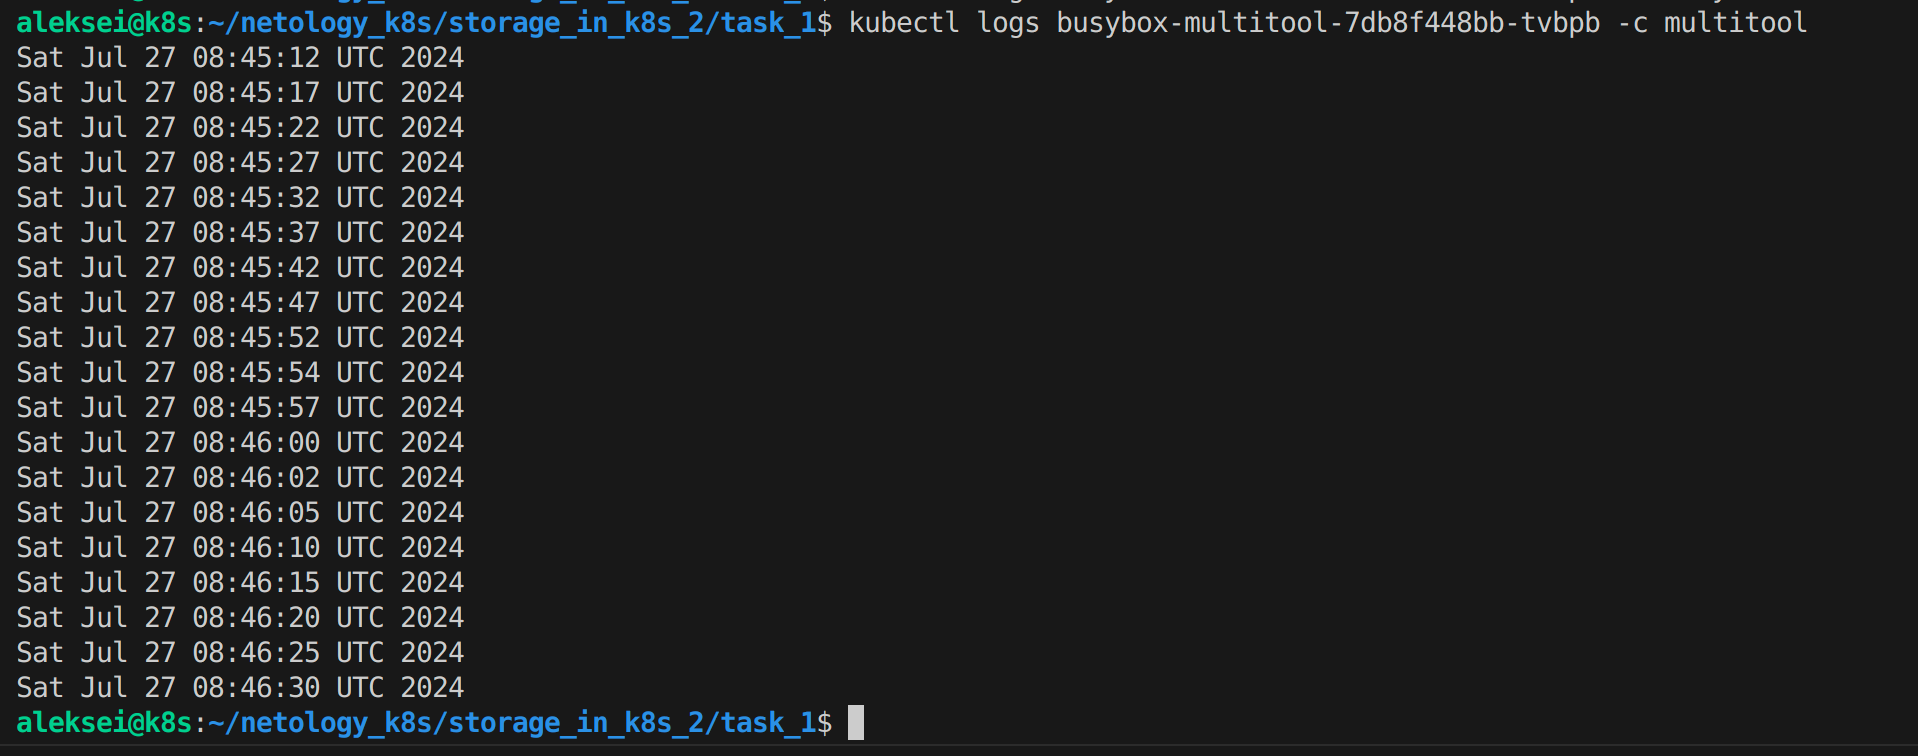 aleksei@k8s:~/netology_k8s/storage_in_k8s_2/task_1$ kubectl logs busybox-multitool-7db8f448bb-tvbpb -c multitool
Sat Jul 27 08:45:12 UTC 2024
Sat Jul 27 08:45:17 UTC 2024
Sat Jul 27 08:45:22 UTC 2024
Sat Jul 27 08:45:27 UTC 2024
Sat Jul 27 08:45:32 UTC 2024
Sat Jul 27 08:45:37 UTC 2024
Sat Jul 27 08:45:42 UTC 2024
Sat Jul 27 08:45:47 UTC 2024
Sat Jul 27 08:45:52 UTC 2024
Sat Jul 27 08:45:54 UTC 2024
Sat Jul 27 08:45:57 UTC 2024
Sat Jul 27 08:46:00 UTC 2024
Sat Jul 27 08:46:02 UTC 2024
Sat Jul 27 08:46:05 UTC 2024
Sat Jul 27 08:46:10 UTC 2024
Sat Jul 27 08:46:15 UTC 2024
Sat Jul 27 08:46:20 UTC 2024
Sat Jul 27 08:46:25 UTC 2024
Sat Jul 27 08:46:30 UTC 2024
aleksei@k8s:~/netology_k8s/storage_in_k8s_2/task_1$